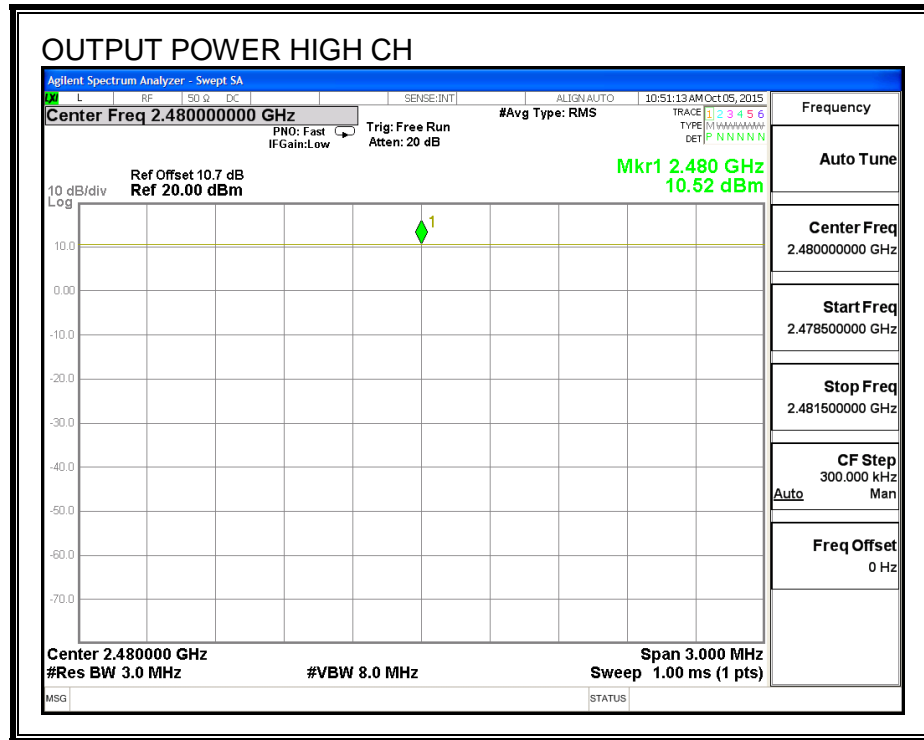 OUTPUT POWER HIGH CH
Agilent Spectrum Analyzer - Swept SA
LXI L RF 50 Ω DC SENSE:INT ALIGN AUTO 10:51:13 AM Oct 05, 2015
Center Freq 2.480000000 GHz
#Avg Type: RMS
TRACE 1 2 3 4 5 6
PNO: Fast Trig: Free Run
TYPE M W W W W W
IFGain:Low Atten: 20 dB
DET P N N N N N
Mkr1 2.480 GHz
10.52 dBm
Ref Offset 10.7 dB
10 dB/div Ref 20.00 dBm
Log
1
10.0
0.00
-10.0
-20.0
-30.0
-40.0
-50.0
-60.0
-70.0
Center 2.480000 GHz Span 3.000 MHz
#Res BW 3.0 MHz #VBW 8.0 MHz Sweep 1.00 ms (1 pts)
MSG STATUS
Frequency
Auto Tune
Center Freq
2.480000000 GHz
Start Freq
2.478500000 GHz
Stop Freq
2.481500000 GHz
CF Step
300.000 kHz
Auto Man
Freq Offset
0 Hz